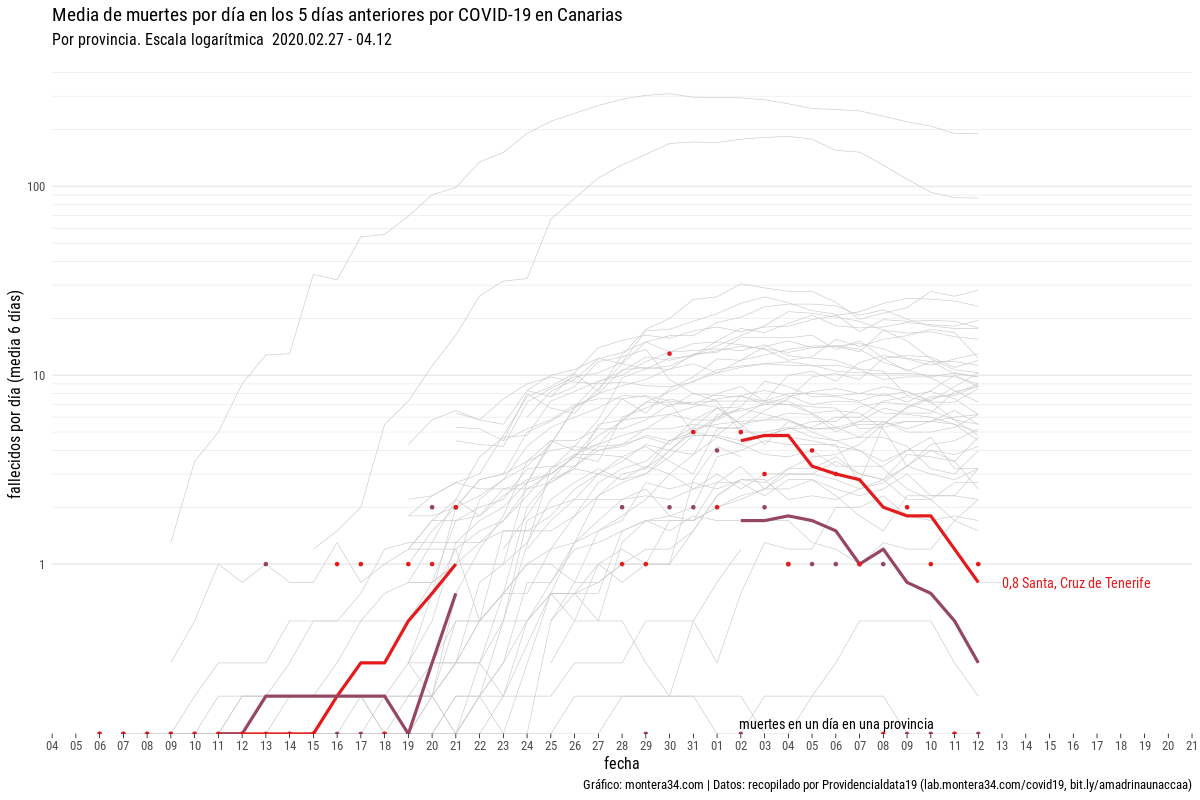 Media de muertes por día en los 5 días anteriores por COVID-19 en Canarias
Por provincia. Escala logarítmica 2020.02.27 - 04.12
fallecidos por día (media 6 días)
100
10
1
0,8 Santa, Cruz de Tenerife
muertes en un día en una provincia
04 05 06 07 08 09 10 11 12 13 14 15 16 17 18 19 20 21 22 23 24 25 26 27 28 29 30 31 01 02 03 04 05 06 07 08 09 10 11 12 13 14 15 16 17 18 19 20 21
fecha
Gráfico: montera34.com | Datos: recopilado por Providencialdata19 (lab.montera34.com/covid19, bit.ly/amadrinaunaccaa)